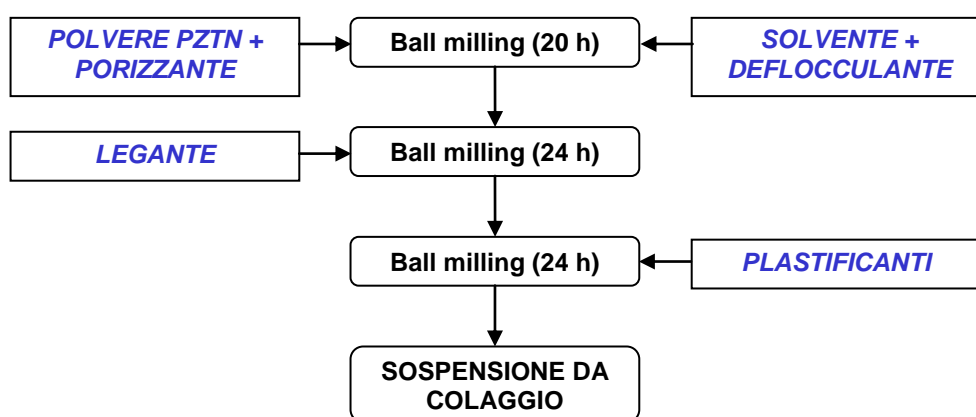 POLVERE PZTN +
PORIZZANTE
Ball milling (20 h)
SOLVENTE +
DEFLOCCULANTE
LEGANTE
Ball milling (24 h)
Ball milling (24 h)
PLASTIFICANTI
SOSPENSIONE DA
COLAGGIO